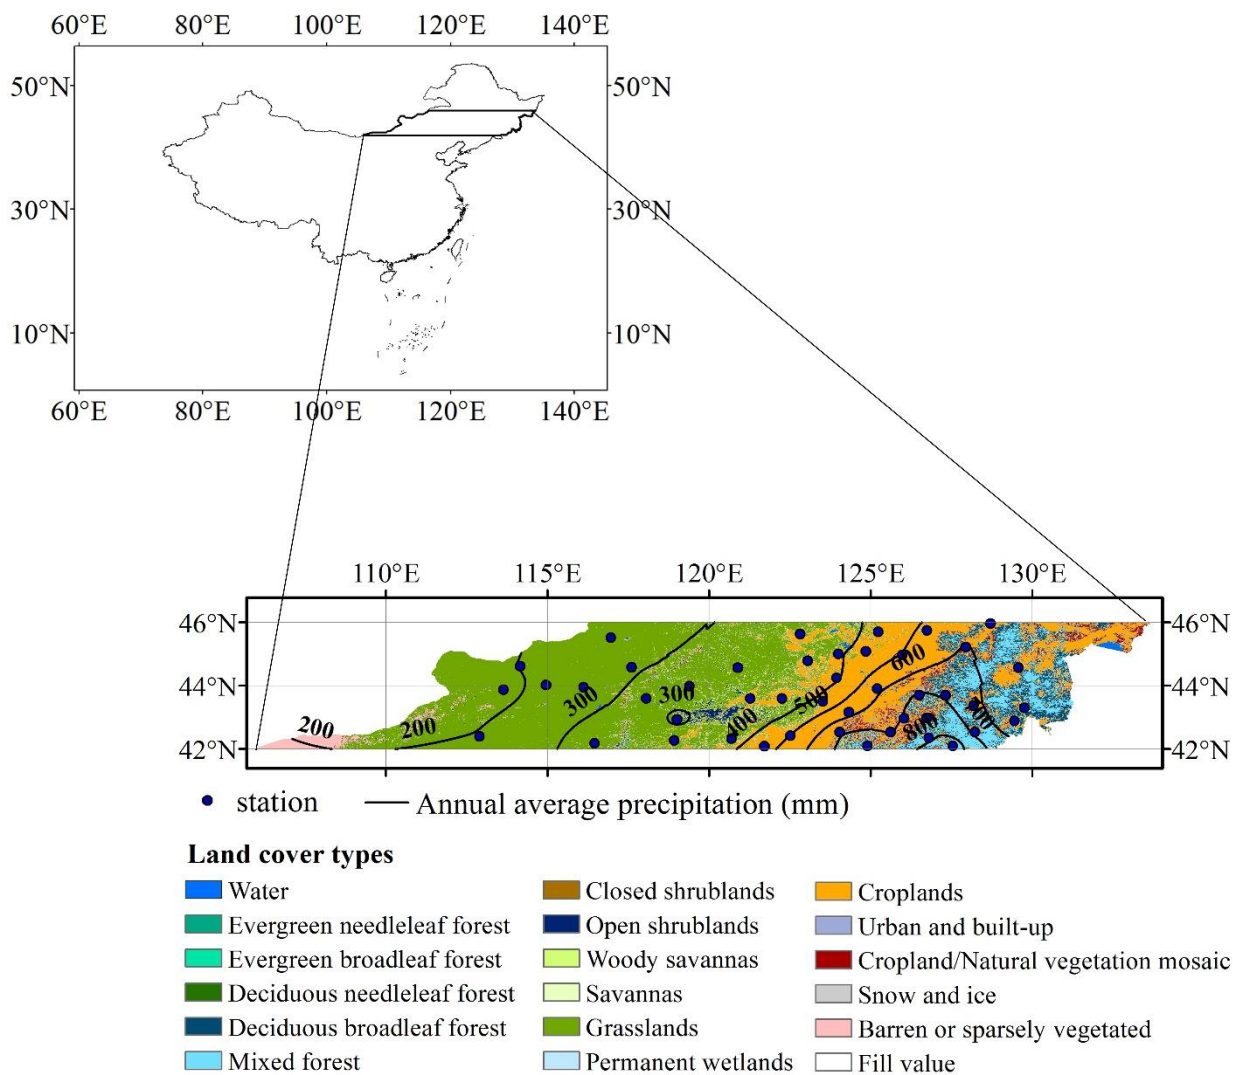 60°E 80°E 100°E 120°E 140°E
50°N 50°N
30°N 30°N
10°N 10°N
60°E 80°E 100°E 120°E 140°E
110°E 115°E 120°E 125°E 130°E
46°N 46°N
44°N 44°N
42°N 42°N
200
200
300
300
400
500
600
800
station
Annual average precipitation (mm)
Land cover types
Water
Evergreen needleleaf forest
Evergreen broadleaf forest
Deciduous needleleaf forest
Deciduous broadleaf forest
Mixed forest
Closed shrublands
Open shrublands
Woody savannas
Savannas
Grasslands
Permanent wetlands
Croplands
Urban and built-up
Cropland/Natural vegetation mosaic
Snow and ice
Barren or sparsely vegetated
Fill value